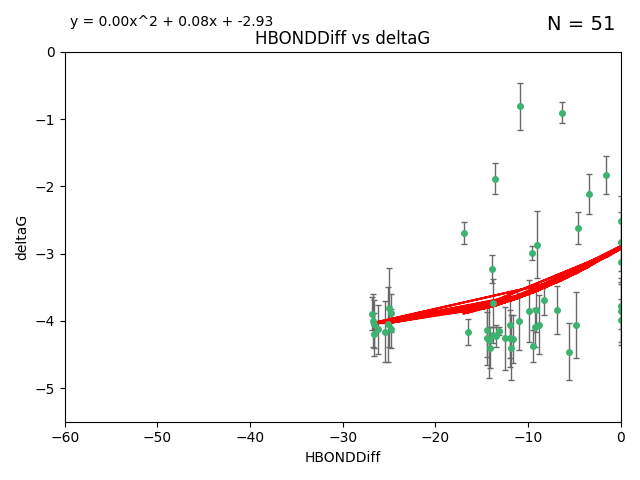 y = 0.00x^2 + 0.08x + -2.93
N = 51
HBONDDiff vs deltaG
0
−1
−2
−3
−4
−5
deltaG
−60 −50 −40 −30 −20 −10 0
HBONDDiff